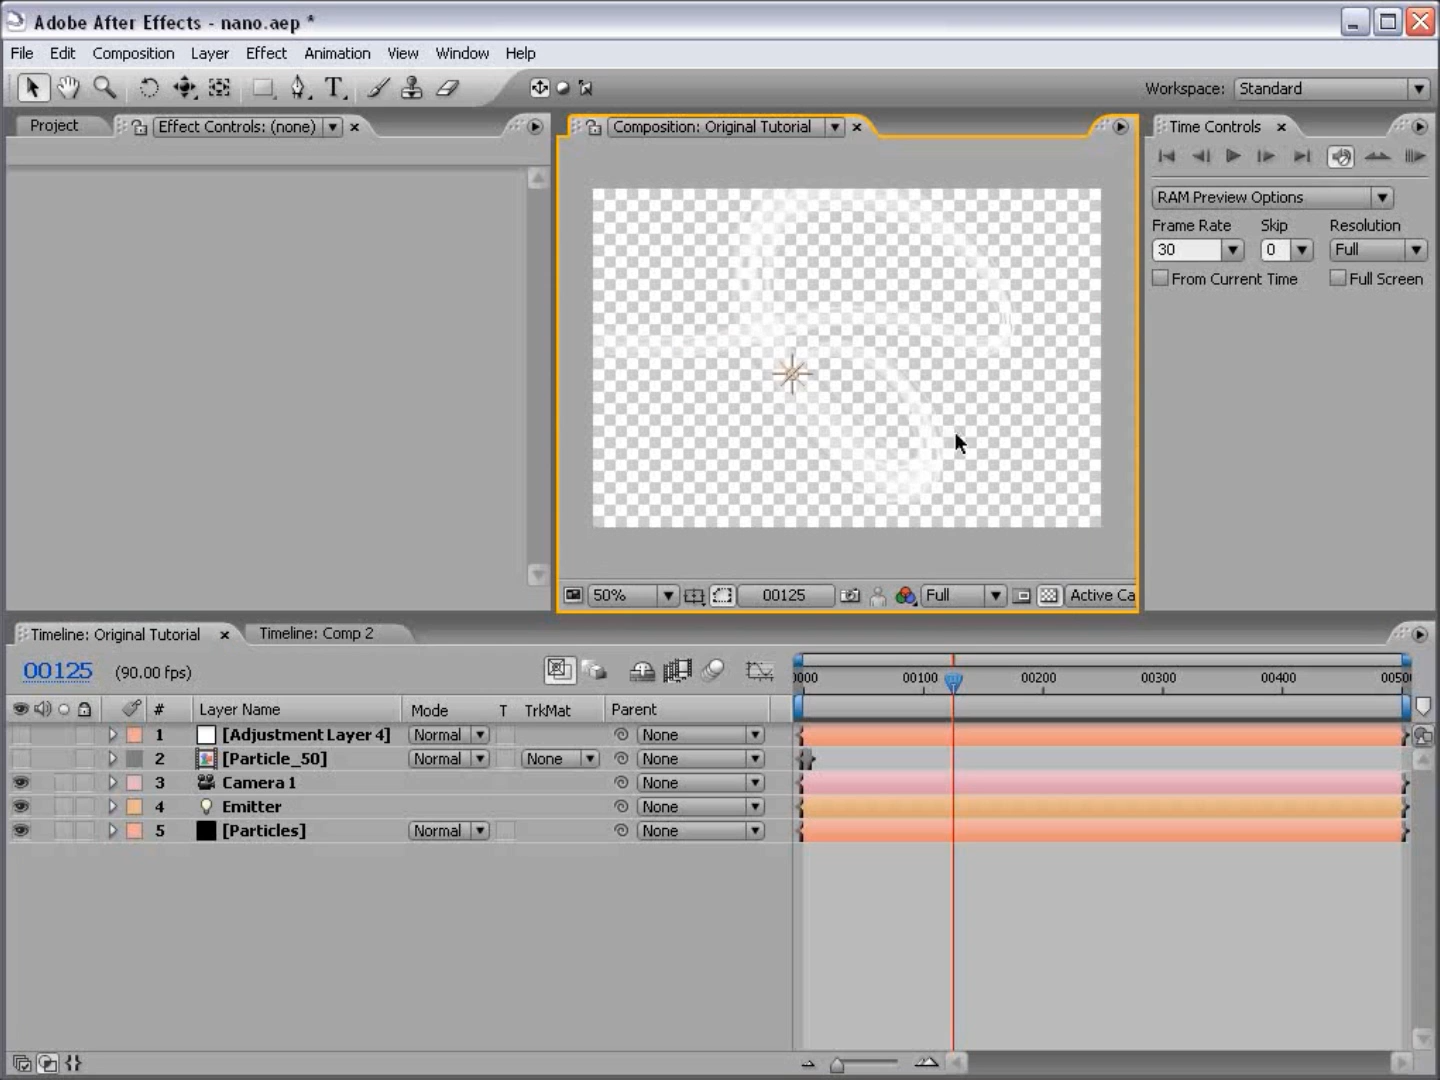 Adobe After Effects - nano.aep *
File Edit Composition Layer Effect Animation View Window Help
Workspace: Standard
Project Effect Controls: (none) Composition: Original Tutorial Time Controls
RAM Preview Options
Frame Rate Skip Resolution
30 0 Full
From Current Time Full Screen
50% 00125 Full Active Ca
Timeline: Original Tutorial Timeline: Comp 2
00125 (90.00 fps)
0000 00100 00200 00300 00400 0050
# Layer Name Mode T TrkMat Parent
1 [Adjustment Layer 4] Normal None
2 [Particle_50] Normal None None
3 Camera 1 None
4 Emitter None
5 [Particles] Normal None